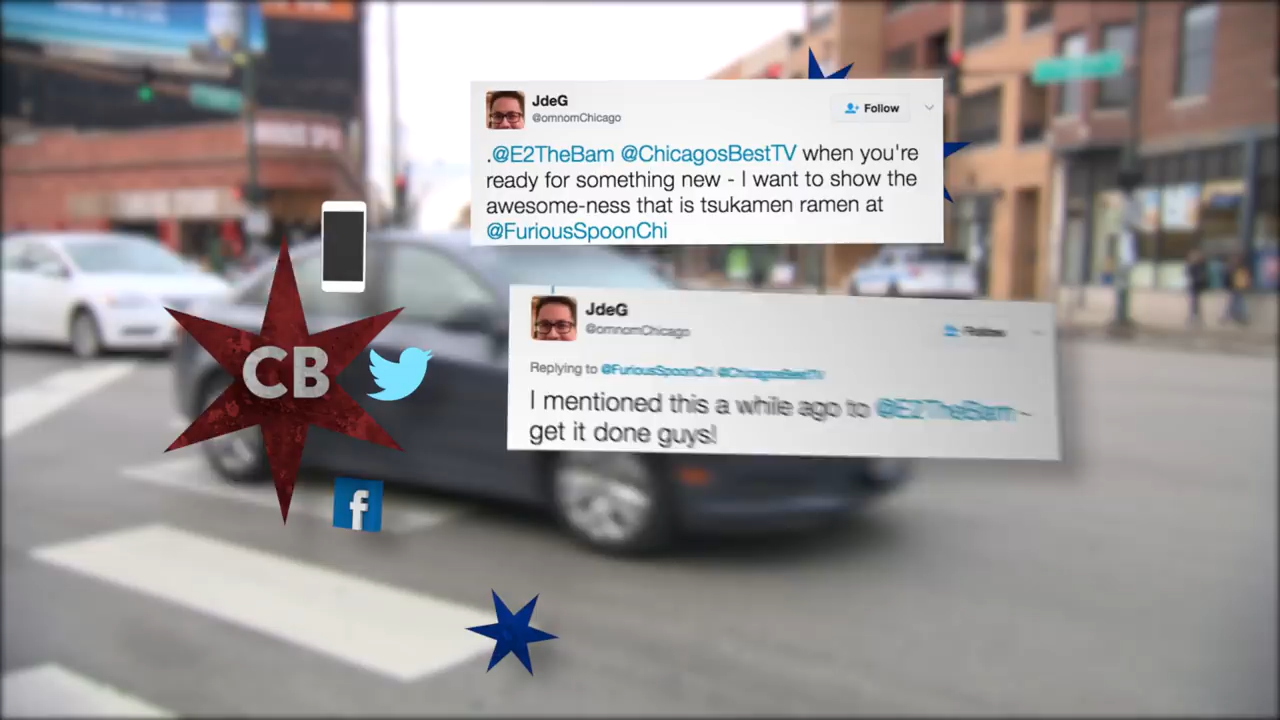 JdeG
@omnomChicago
Follow
.@E2TheBam @ChicagosBestTV when you're
ready for something new - I want to show the
awesome-ness that is tsukamen ramen at
@FuriousSpoonChi
JdeG
@omnomChicago
Follow
Replying to @FuriousSpoonChi @ChicagosBestTV
I mentioned this a while ago to @E2TheBam -
get it done guys!
CB
f